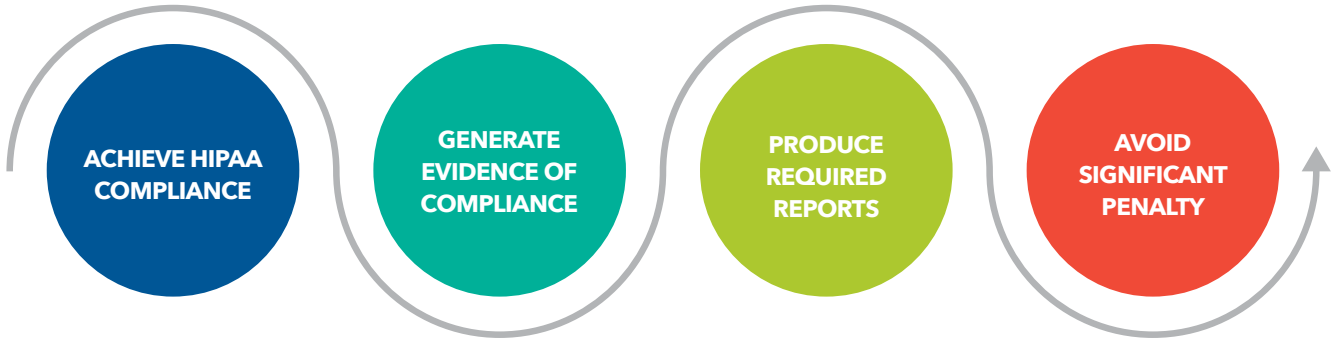 ACHIEVE HIPAA
COMPLIANCE
GENERATE
EVIDENCE OF
COMPLIANCE
PRODUCE
REQUIRED
REPORTS
AVOID
SIGNIFICANT
PENALTY